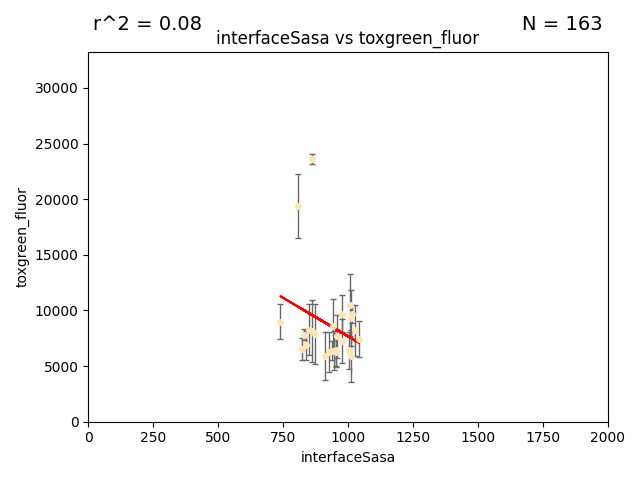 r^2 = 0.08
N = 163
interfaceSasa vs toxgreen_fluor
toxgreen_fluor
30000
25000
20000
15000
10000
5000
0
0 250 500 750 1000 1250 1500 1750 2000
interfaceSasa